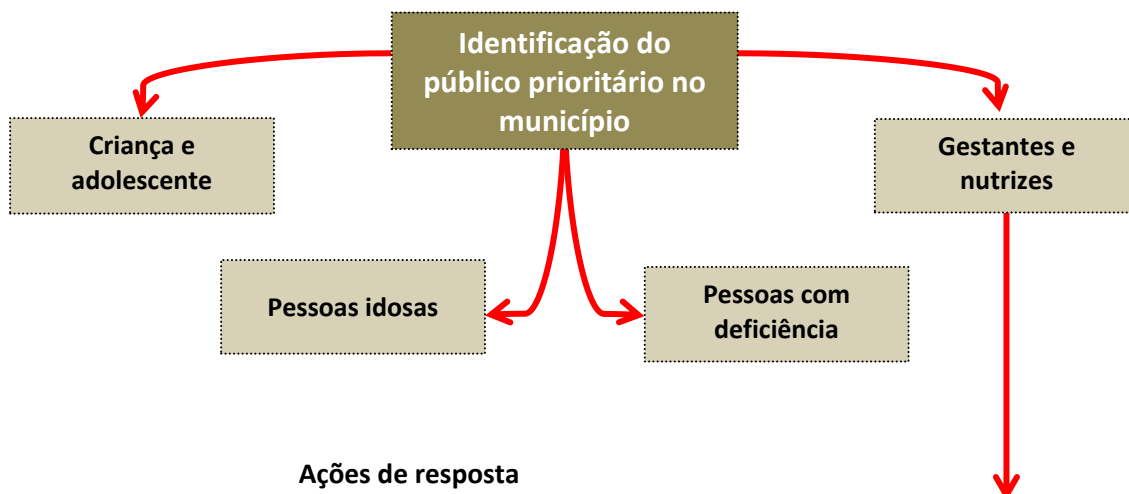 Identificação do
público prioritário no
município
Criança e
adolescente
Gestantes e
nutrizes
Pessoas idosas
Pessoas com
deficiência
Ações de resposta